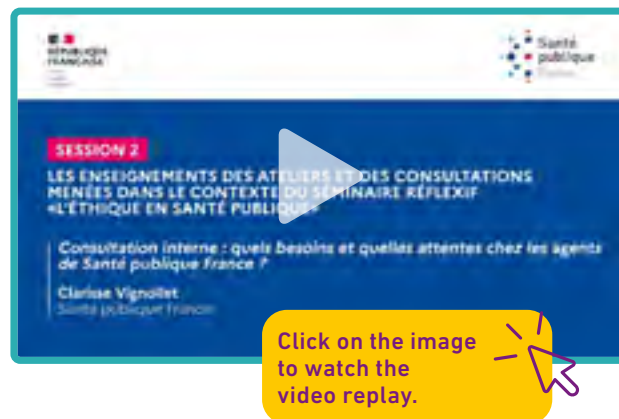 RÉPUBLIQUE
FRANÇAISE
Santé
publique
France
SESSION 2
LES ENSEIGNEMENTS DES ATELIERS ET DES CONSULTATIONS
MENÉES DANS LE CONTEXTE DU SÉMINAIRE RÉFLEXIF
«L'ÉTHIQUE EN SANTÉ PUBLIQUE»
Consultation interne : quels besoins et quelles attentes chez les agents
de Santé publique France ?
Clarisse Vignollet
Santé publique France
Click on the image
to watch the
video replay.